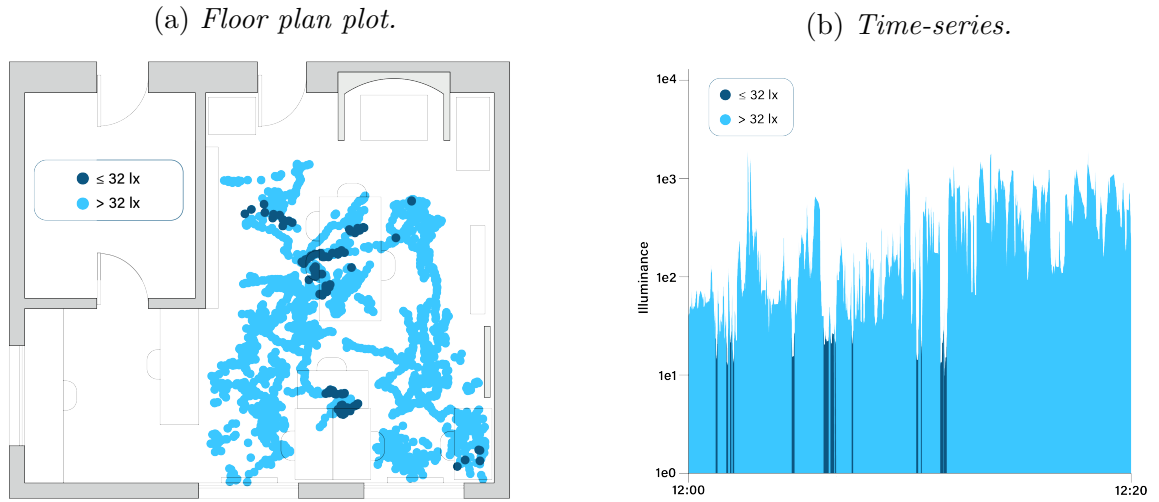 (a) Floor plan plot.
≤ 32 lx
> 32 lx
(b) Time-series.
≤ 32 lx
> 32 lx
Illuminance
1e4
1e3
1e2
1e1
1e0
12:00
12:20